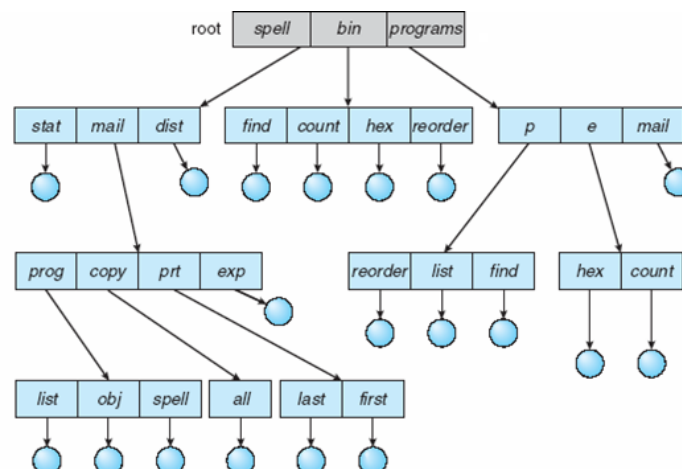 root spell bin programs
stat mail dist find count hex reorder p e mail
prog copy prt exp reorder list find hex count
list obj spell all last first